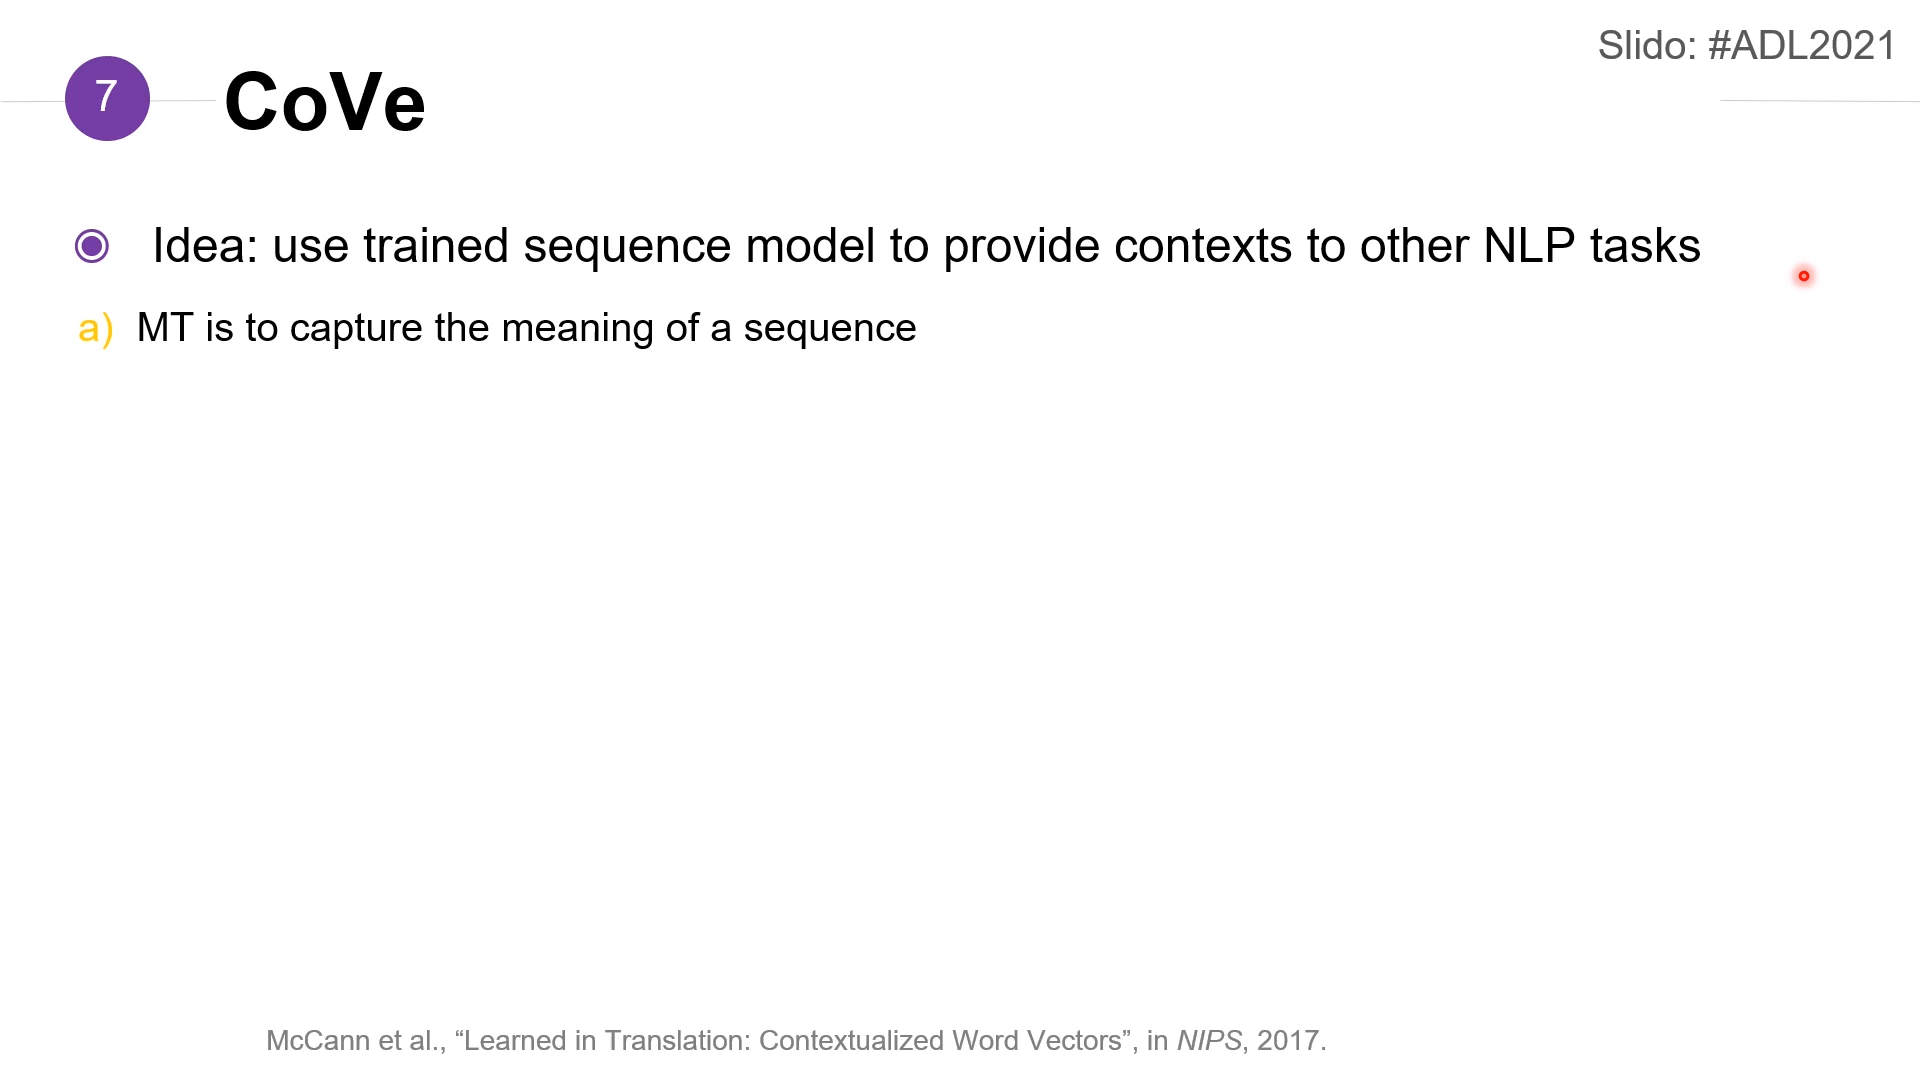 Slido: #ADL2021
7
CoVe
Idea: use trained sequence model to provide contexts to other NLP tasks
a) MT is to capture the meaning of a sequence
McCann et al., “Learned in Translation: Contextualized Word Vectors”, in NIPS, 2017.